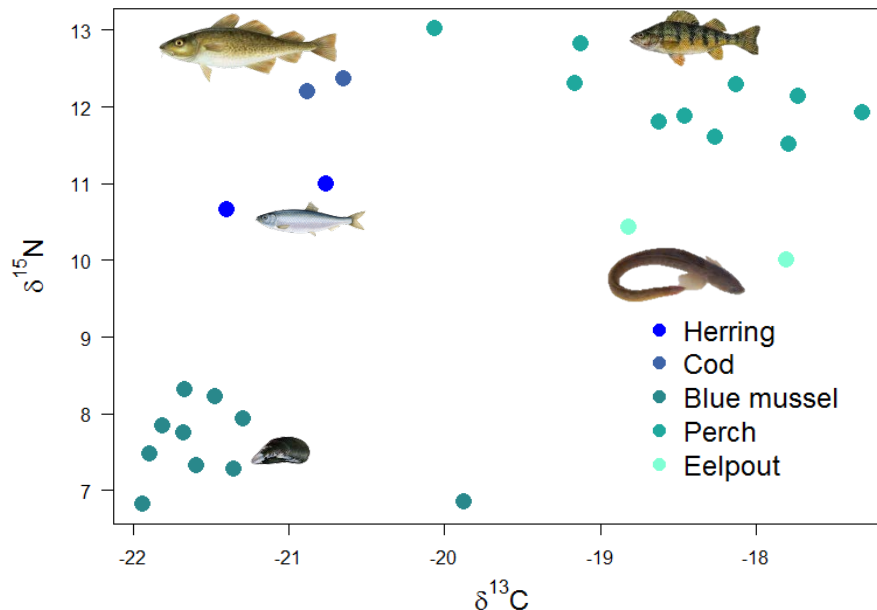 13
12
11
10
9
8
7
δ¹⁵N
Herring
Cod
Blue mussel
Perch
Eelpout
-22 -21 -20 -19 -18
δ¹³C